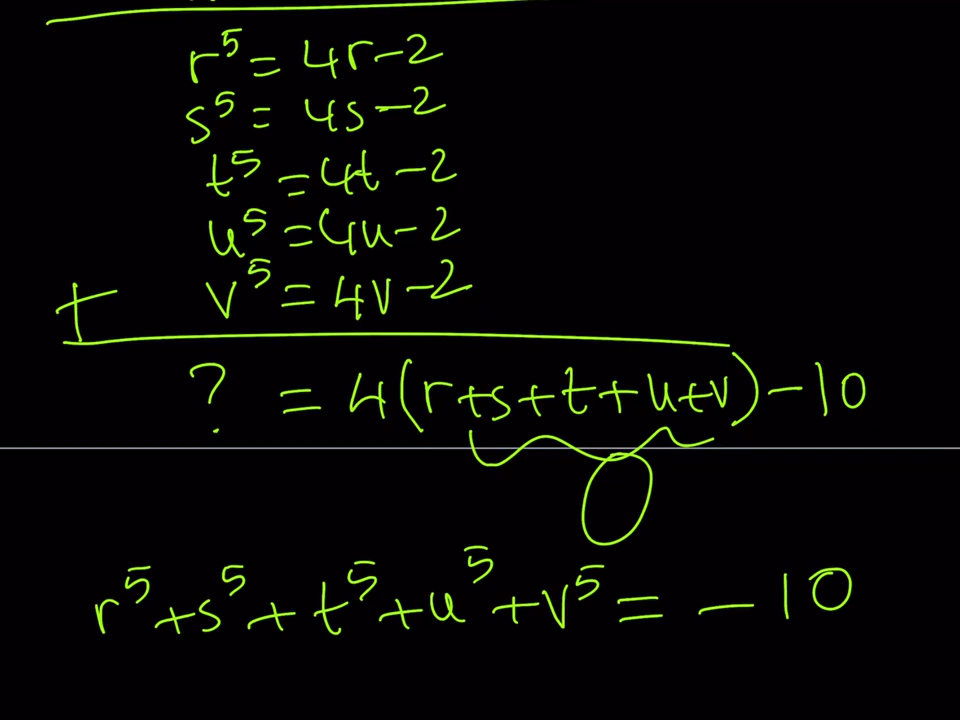 r⁵ = 4r-2
s⁵ = 4s-2
t⁵ = 4t-2
u⁵ = 4u-2
+ v⁵ = 4v-2
? = 4(r+s+t+u+v)-10
0
r⁵+s⁵+t⁵+u⁵+v⁵ = -10